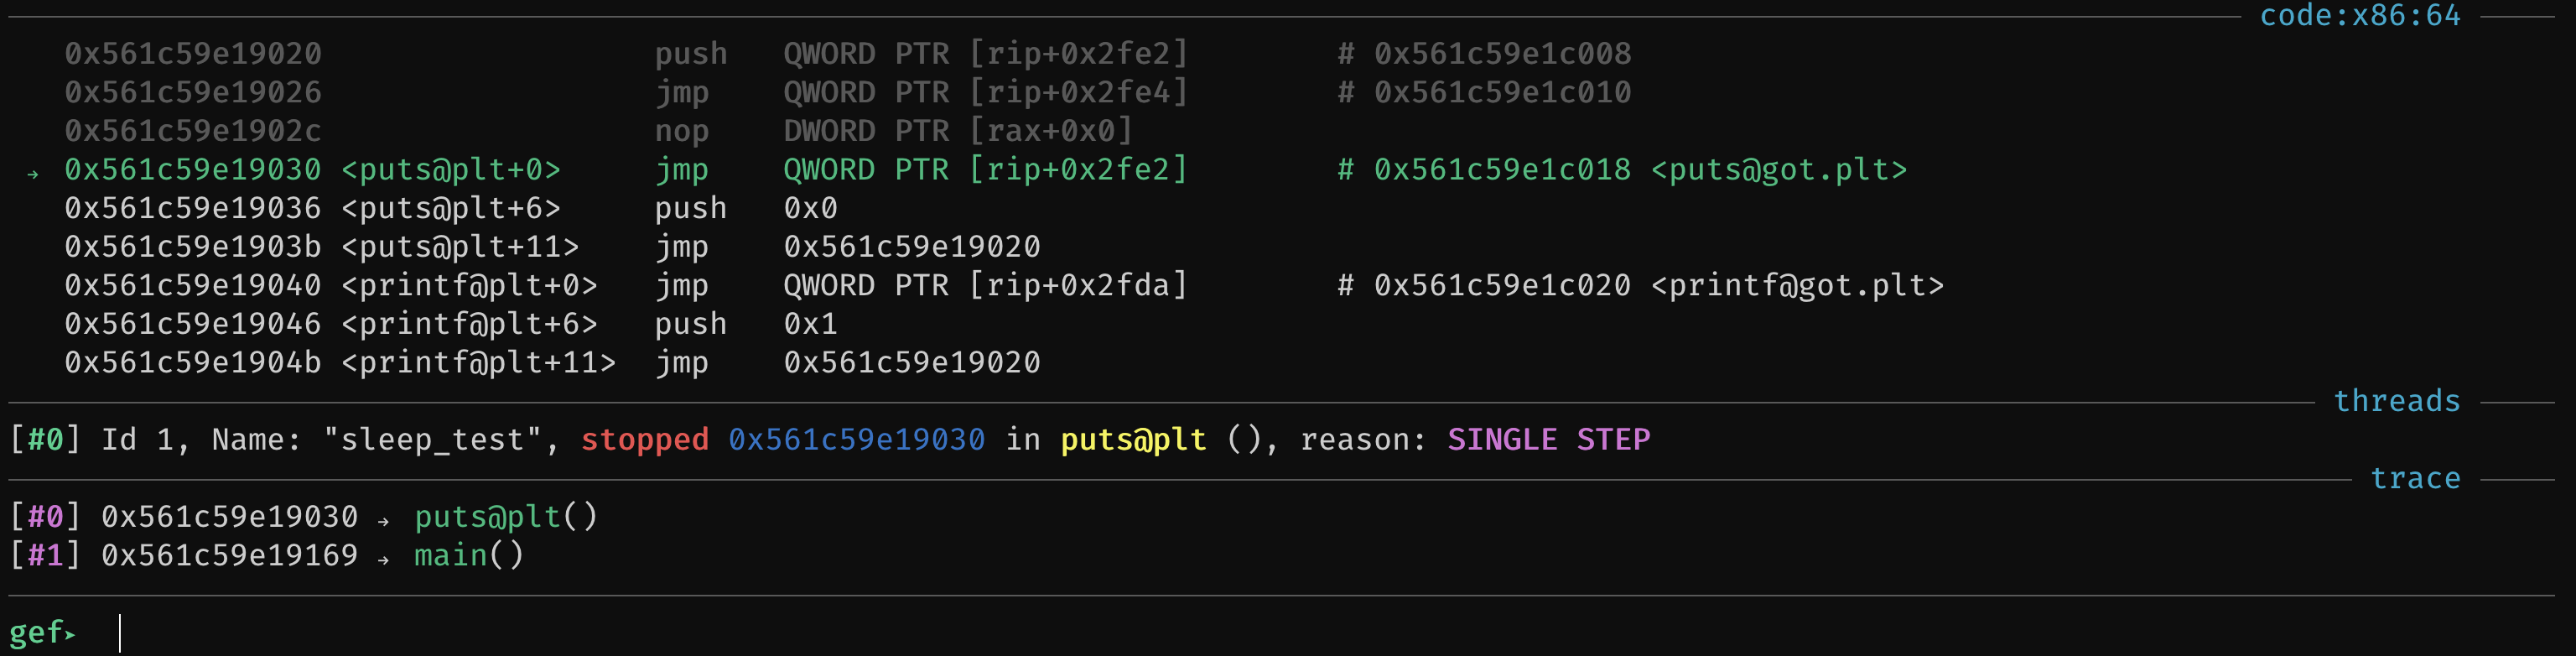 code:x86:64
0x561c59e19020 push QWORD PTR [rip+0x2fe2] # 0x561c59e1c008
0x561c59e19026 jmp QWORD PTR [rip+0x2fe4] # 0x561c59e1c010
0x561c59e1902c nop DWORD PTR [rax+0x0]
→ 0x561c59e19030 <puts@plt+0> jmp QWORD PTR [rip+0x2fe2] # 0x561c59e1c018 <puts@got.plt>
0x561c59e19036 <puts@plt+6> push 0x0
0x561c59e1903b <puts@plt+11> jmp 0x561c59e19020
0x561c59e19040 <printf@plt+0> jmp QWORD PTR [rip+0x2fda] # 0x561c59e1c020 <printf@got.plt>
0x561c59e19046 <printf@plt+6> push 0x1
0x561c59e1904b <printf@plt+11> jmp 0x561c59e19020
threads
[#0] Id 1, Name: "sleep_test", stopped 0x561c59e19030 in puts@plt (), reason: SINGLE STEP
trace
[#0] 0x561c59e19030 → puts@plt()
[#1] 0x561c59e19169 → main()
gef➤